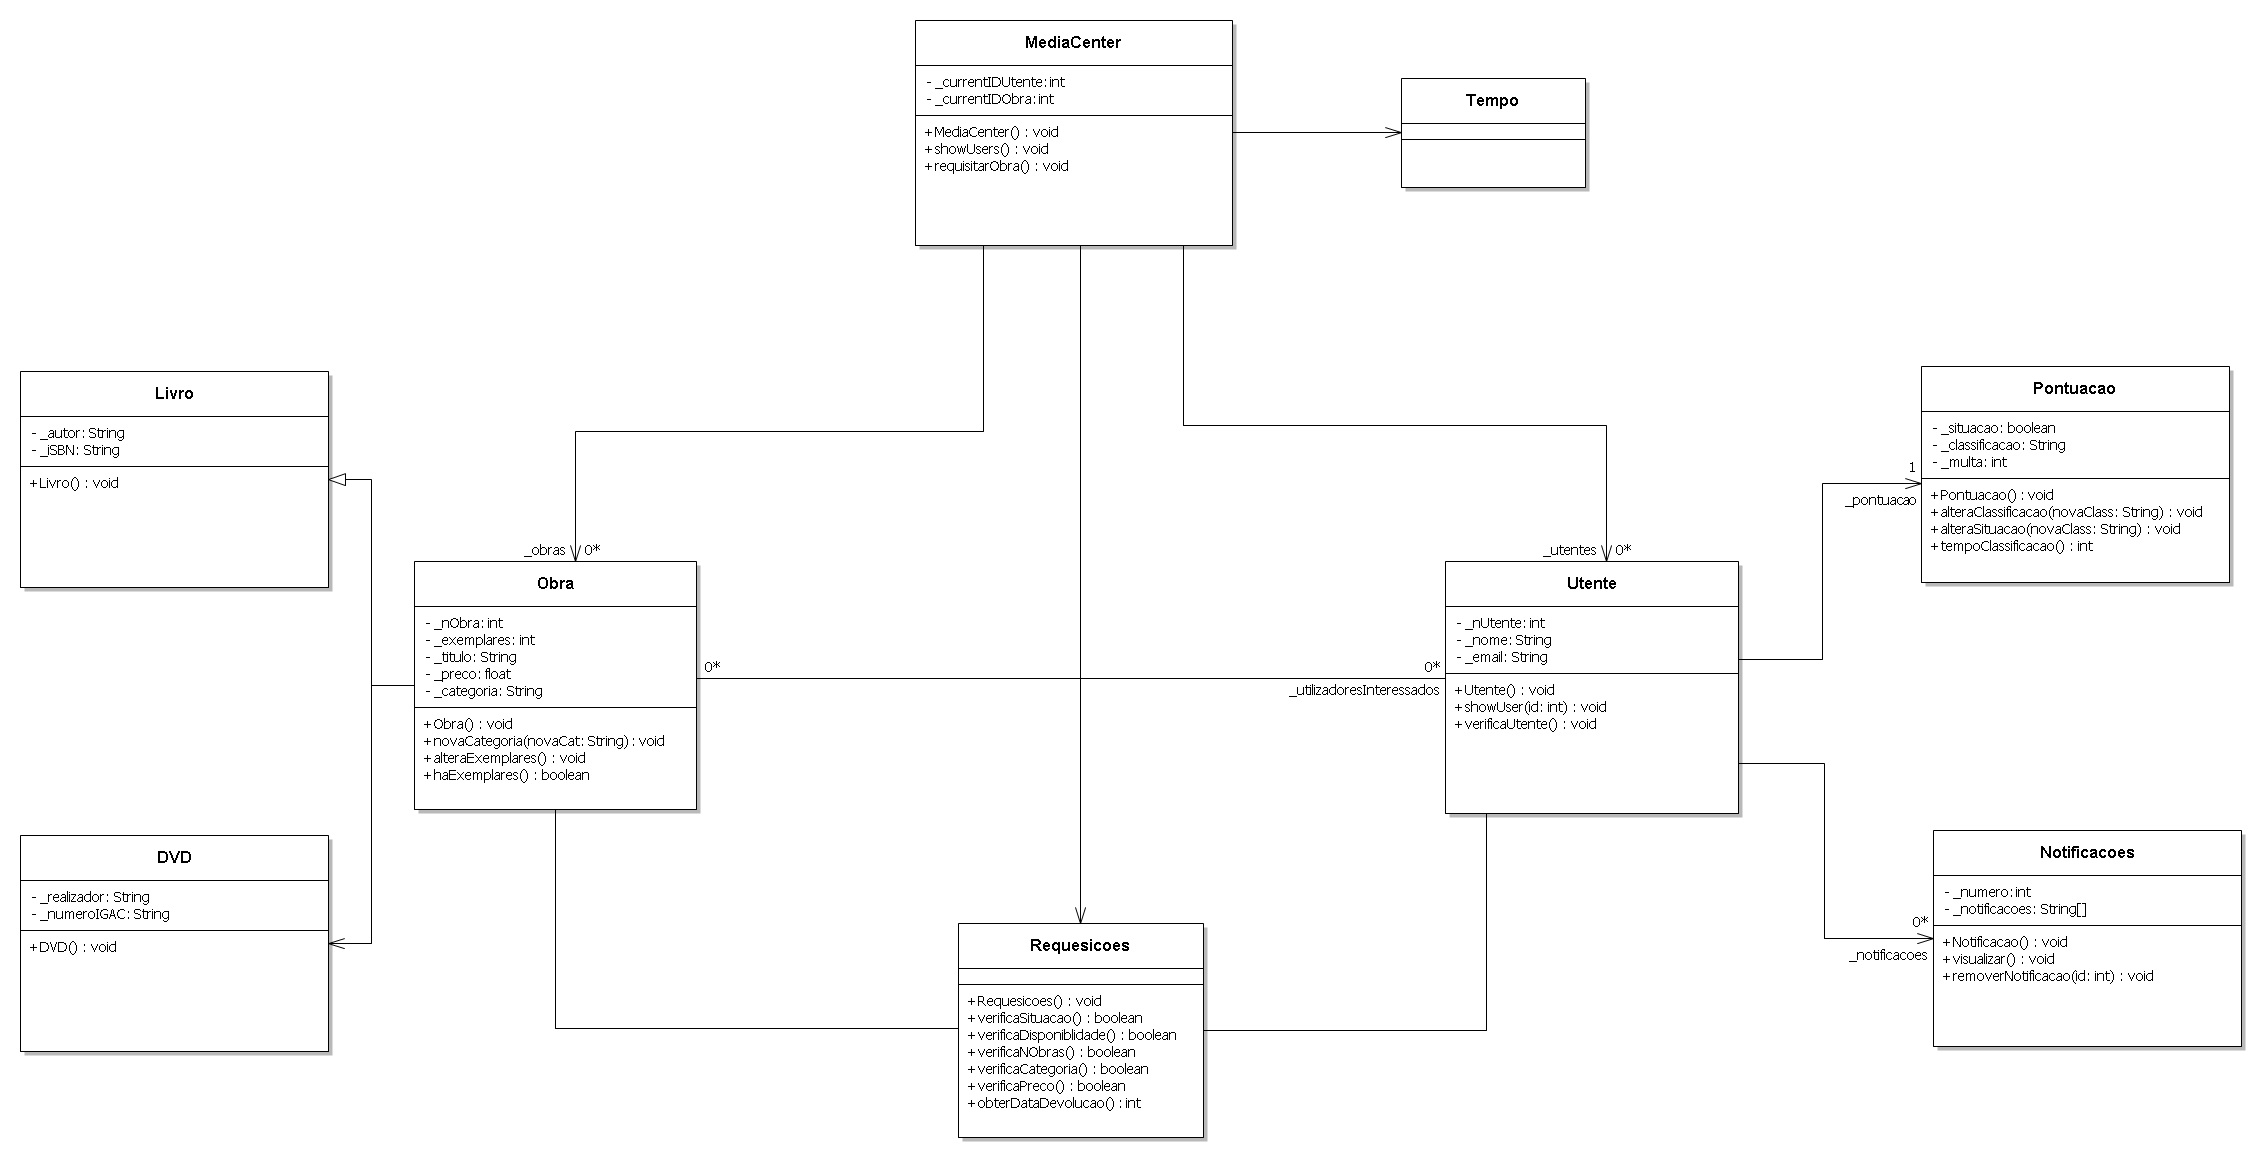 MediaCenter
- _currentIDUtente: int
- _currentIDObra: int
+ MediaCenter() : void
+ showUsers() : void
+ requisitarObra() : void
Tempo
Livro
- _autor: String
- _iSBN: String
+ Livro() : void
Pontuacao
- _situacao: boolean
- _classificacao: String
- _multa: int
+ Pontuacao() : void
+ alteraClassificacao(novaClass: String) : void
+ alteraSituacao(novaClass: String) : void
+ tempoClassificacao() : int
1
_pontuacao
_obras 0*
_utentes 0*
Obra
- _nObra: int
- _exemplares: int
- _titulo: String
- _preco: float
- _categoria: String
+ Obra() : void
+ novaCategoria(novaCat: String) : void
+ alteraExemplares() : void
+ haExemplares() : boolean
0*
0*
_utilizadoresInteressados
Utente
- _nUtente: int
- _nome: String
- _email: String
+ Utente() : void
+ showUser(id: int) : void
+ verificaUtente() : void
DVD
- _realizador: String
- _numeroIGAC: String
+ DVD() : void
Requesicoes
+ Requesicoes() : void
+ verificaSituacao() : boolean
+ verificaDisponiblidade() : boolean
+ verificaNObras() : boolean
+ verificaCategoria() : boolean
+ verificaPreco() : boolean
+ obterDataDevolucao() : int
Notificacoes
- _numero: int
- _notificacoes: String[]
+ Notificacao() : void
+ visualizar() : void
+ removerNotificacao(id: int) : void
0*
_notificacoes